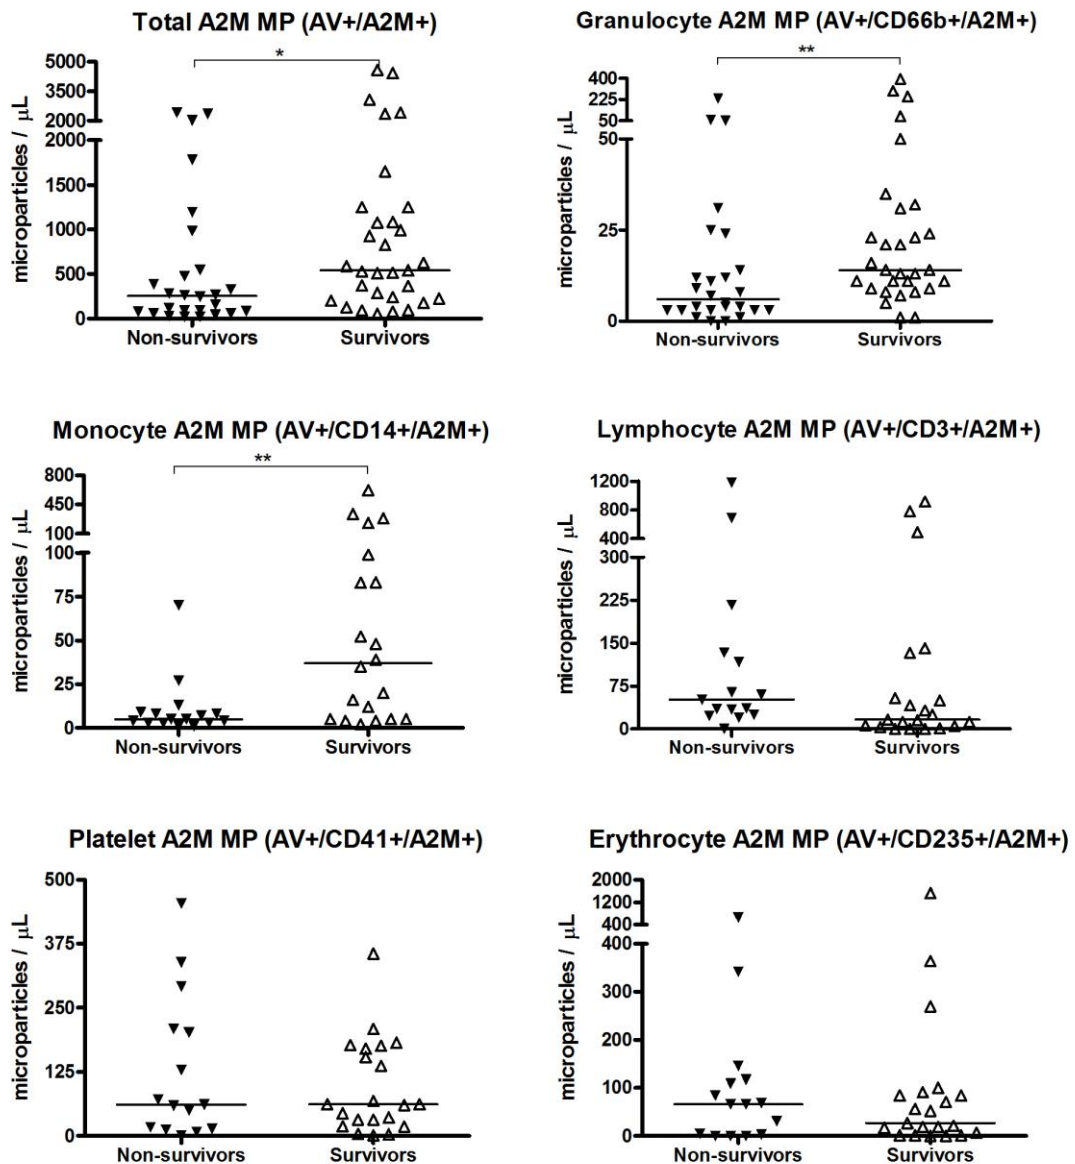 Total A2M MP (AV+/A2M+)
*
microparticles / μL
5000
3500
2000
2000
1500
1000
500
0
Non-survivors
Survivors
Granulocyte A2M MP (AV+/CD66b+/A2M+)
**
microparticles / μL
400
225
50
50
25
0
Non-survivors
Survivors
Monocyte A2M MP (AV+/CD14+/A2M+)
**
microparticles / μL
800
450
100
100
75
50
25
0
Non-survivors
Survivors
Lymphocyte A2M MP (AV+/CD3+/A2M+)
microparticles / μL
1200
800
400
300
225
150
75
0
Non-survivors
Survivors
Platelet A2M MP (AV+/CD41+/A2M+)
microparticles / μL
500
375
250
125
0
Non-survivors
Survivors
Erythrocyte A2M MP (AV+/CD235+/A2M+)
microparticles / μL
2000
1200
400
400
300
200
100
0
Non-survivors
Survivors